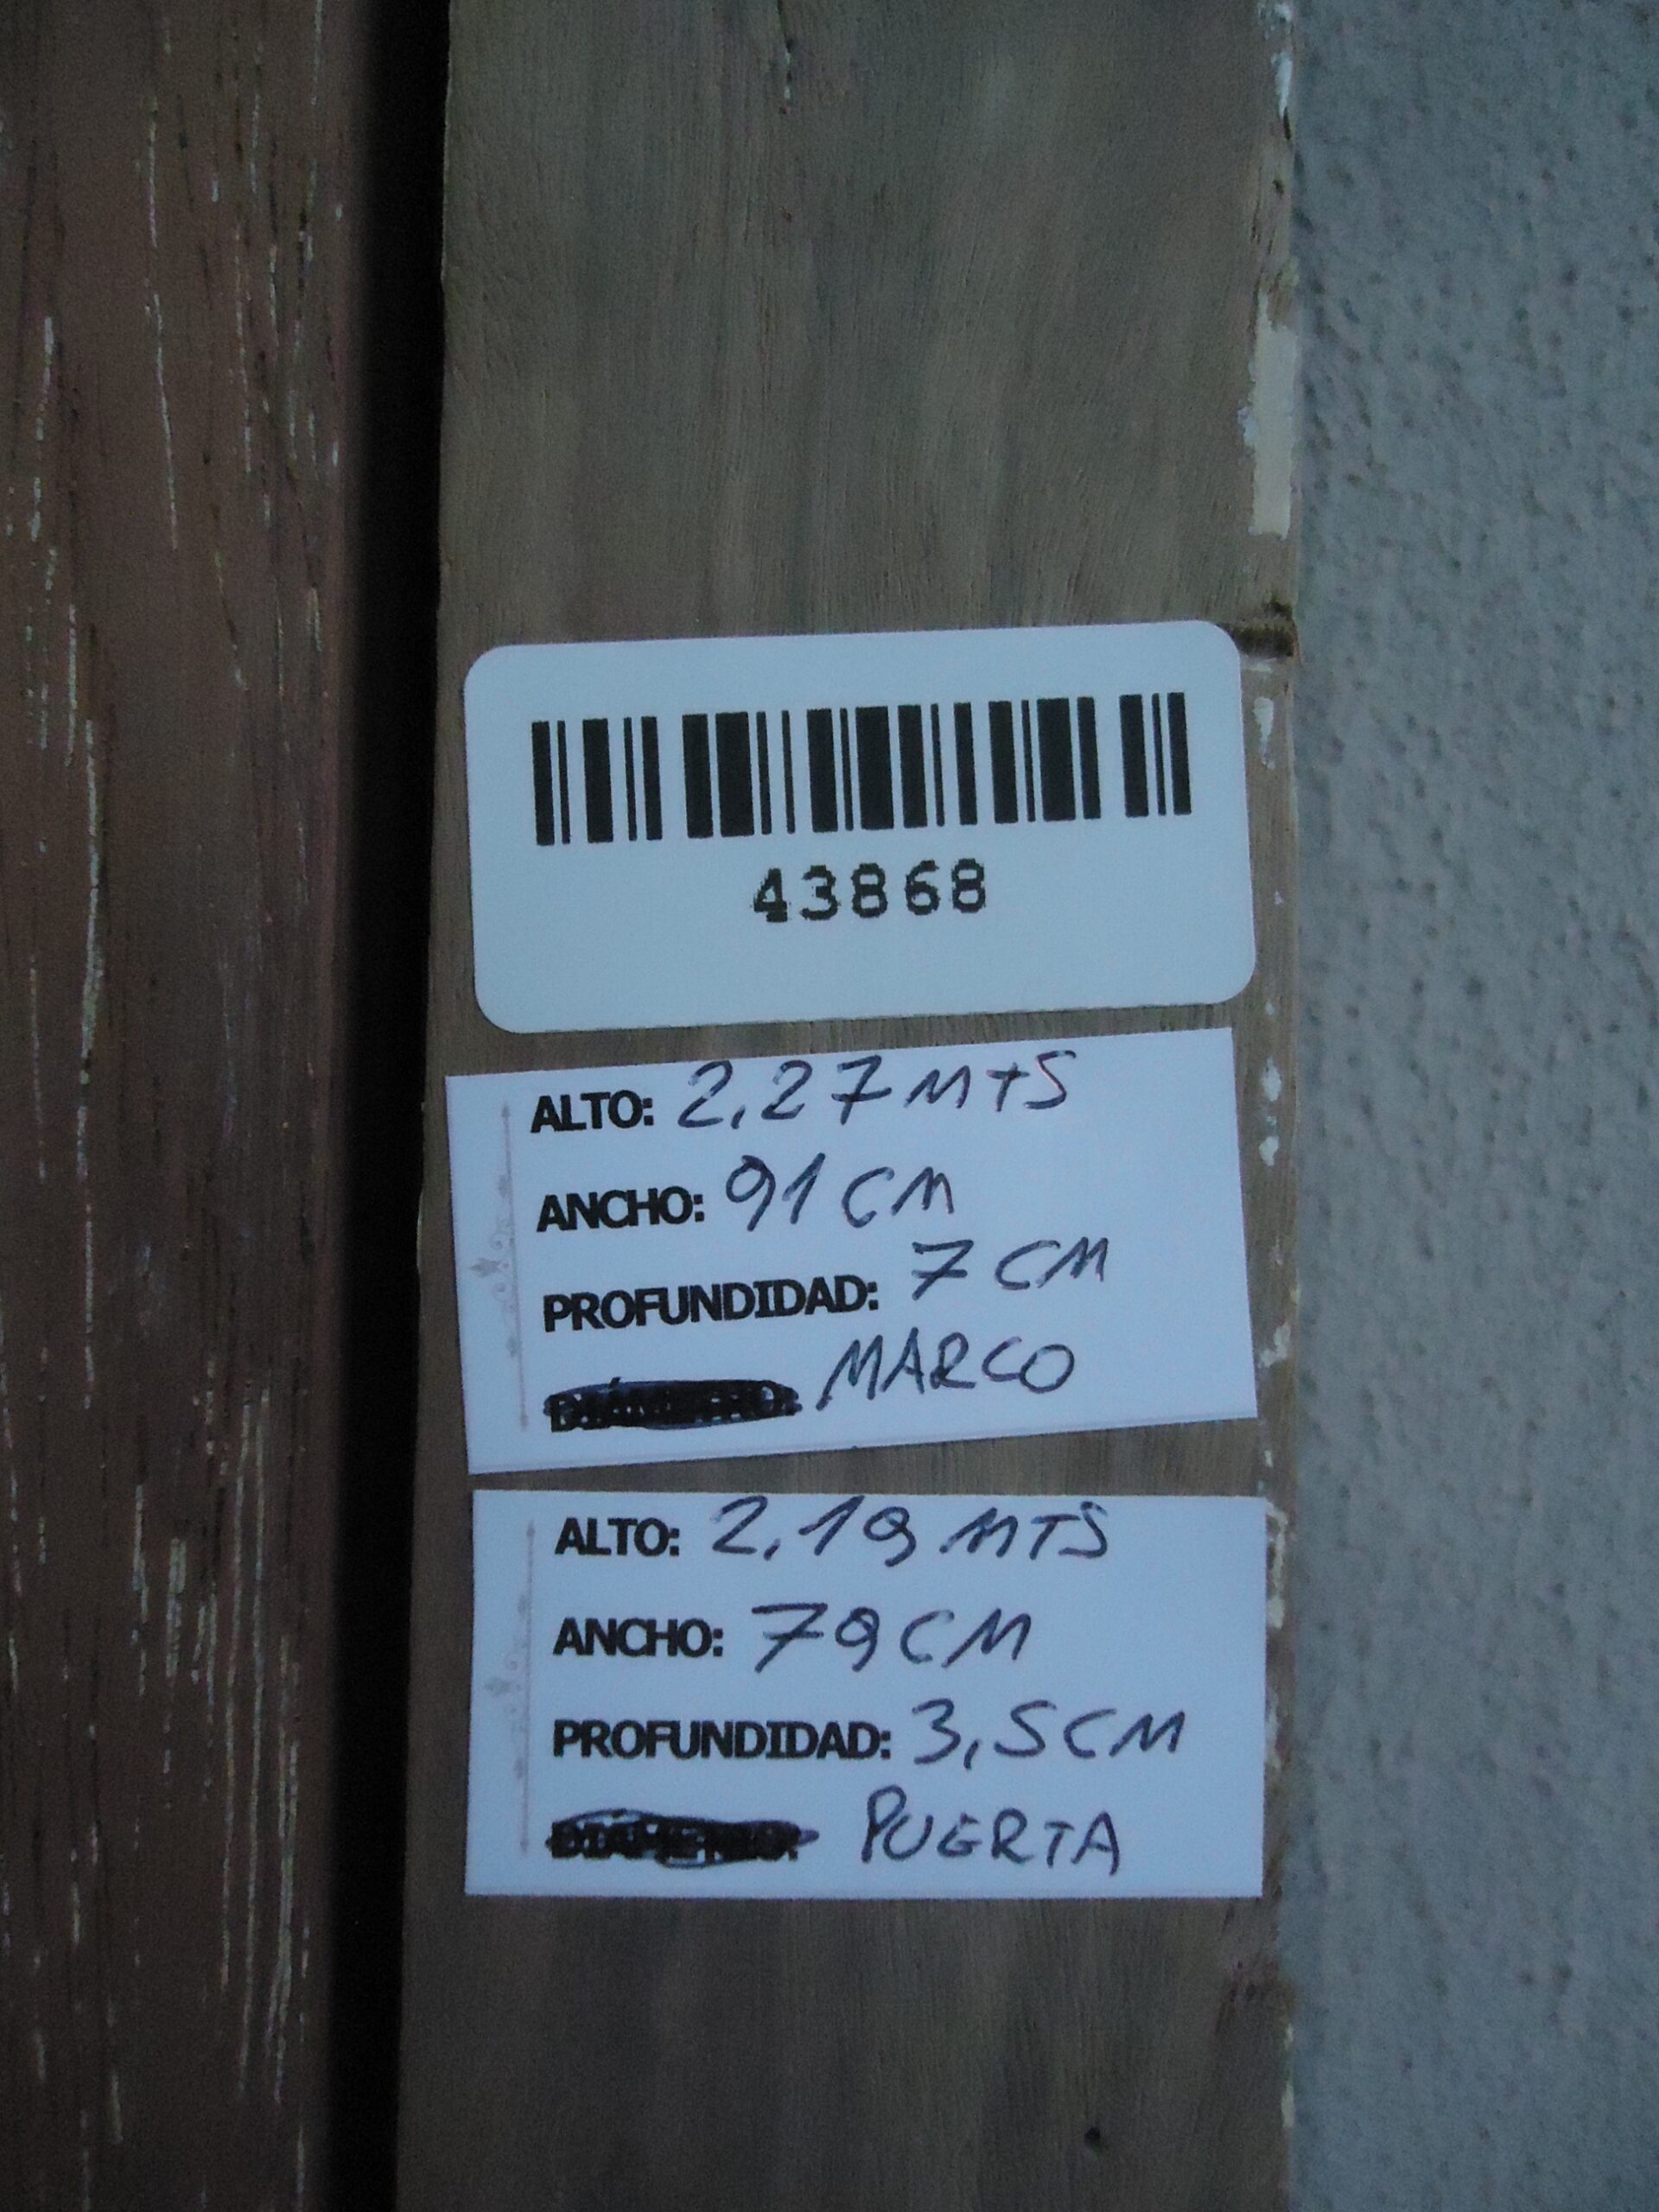 43868
ALTO: 2,27 MTS
ANCHO: 91 CM
PROFUNDIDAD: 7 CM
MARCO
ALTO: 2,19 MTS
ANCHO: 79 CM
PROFUNDIDAD: 3,5 CM
PUERTA